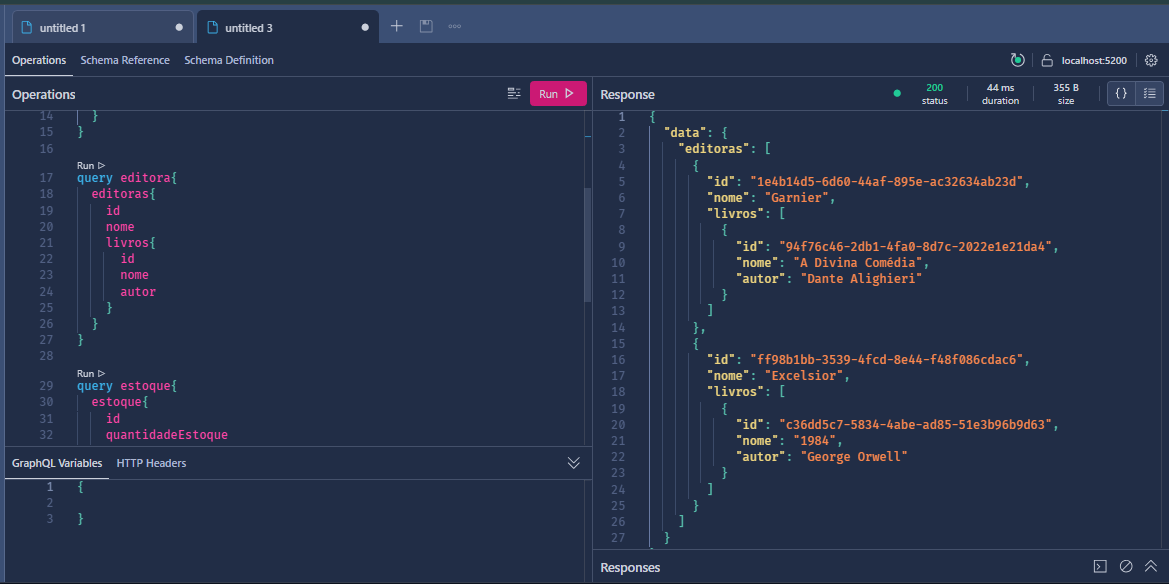 untitled 1
untitled 3
Operations Schema Reference Schema Definition
localhost:5200
Operations
Run
14 }
15 }
16
Run
17 query editora{
18 editoras{
19 id
20 nome
21 livros{
22 id
23 nome
24 autor
25 }
26 }
27 }
28
Run
29 query estoque{
30 estoque{
31 id
32 quantidadeEstoque
GraphQL Variables HTTP Headers
1 {
2
3 }
Response
200 status
44 ms duration
355 B size
{}
1 {
2 "data": {
3 "editoras": [
4 {
5 "id": "1e4b14d5-6d60-44af-895e-ac32634ab23d",
6 "nome": "Garnier",
7 "livros": [
8 {
9 "id": "94f76c46-2db1-4fa0-8d7c-2022e1e21da4",
10 "nome": "A Divina Comédia",
11 "autor": "Dante Alighieri"
12 }
13 ]
14 },
15 {
16 "id": "ff98b1bb-3539-4fcd-8e44-f48f086cdac6",
17 "nome": "Excelsior",
18 "livros": [
19 {
20 "id": "c36dd5c7-5834-4abe-ad85-51e3b96b9d63",
21 "nome": "1984",
22 "autor": "George Orwell"
23 }
24 ]
25 }
26 ]
27 }
Responses